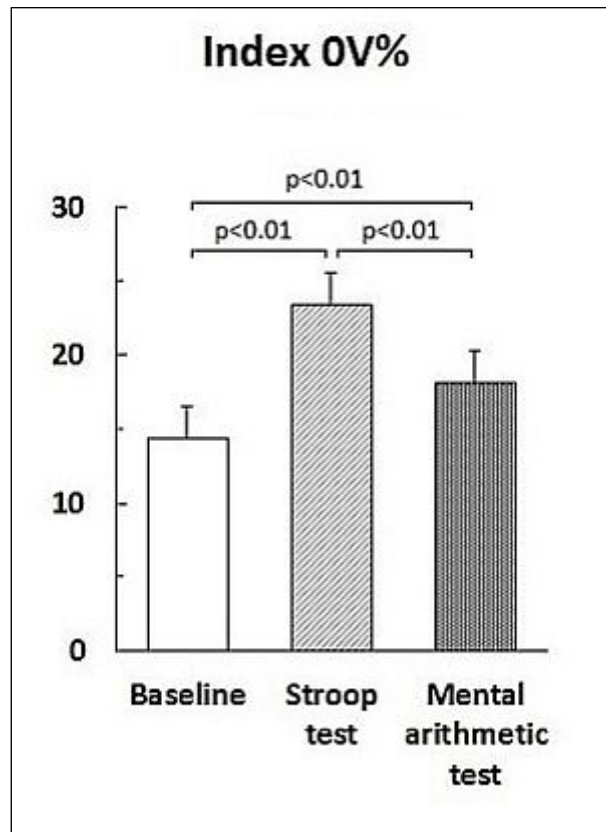 Index 0V%
p<0.01
30
p<0.01 p<0.01
20
10
0
Baseline Stroop test Mental arithmetic test